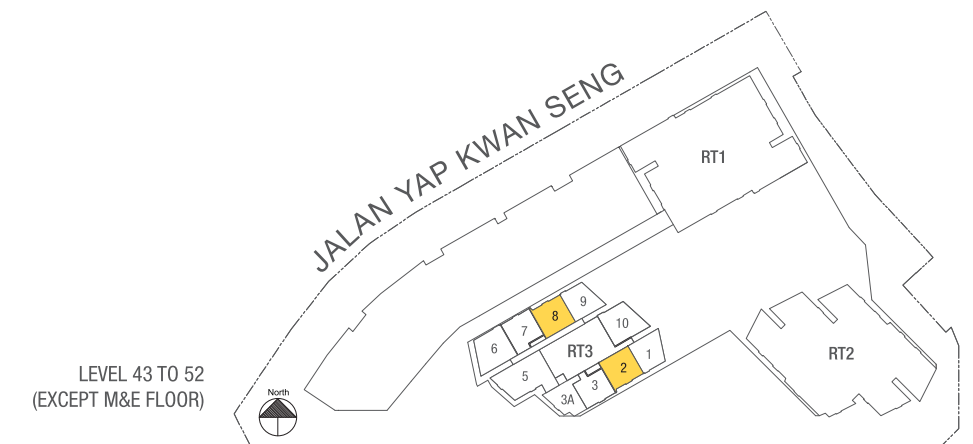 JALAN YAP KWAN SENG
RT1
9
8
10
7
6
RT3
1
2
5
3
3A
RT2
LEVEL 43 TO 52
(EXCEPT M&E FLOOR)
North